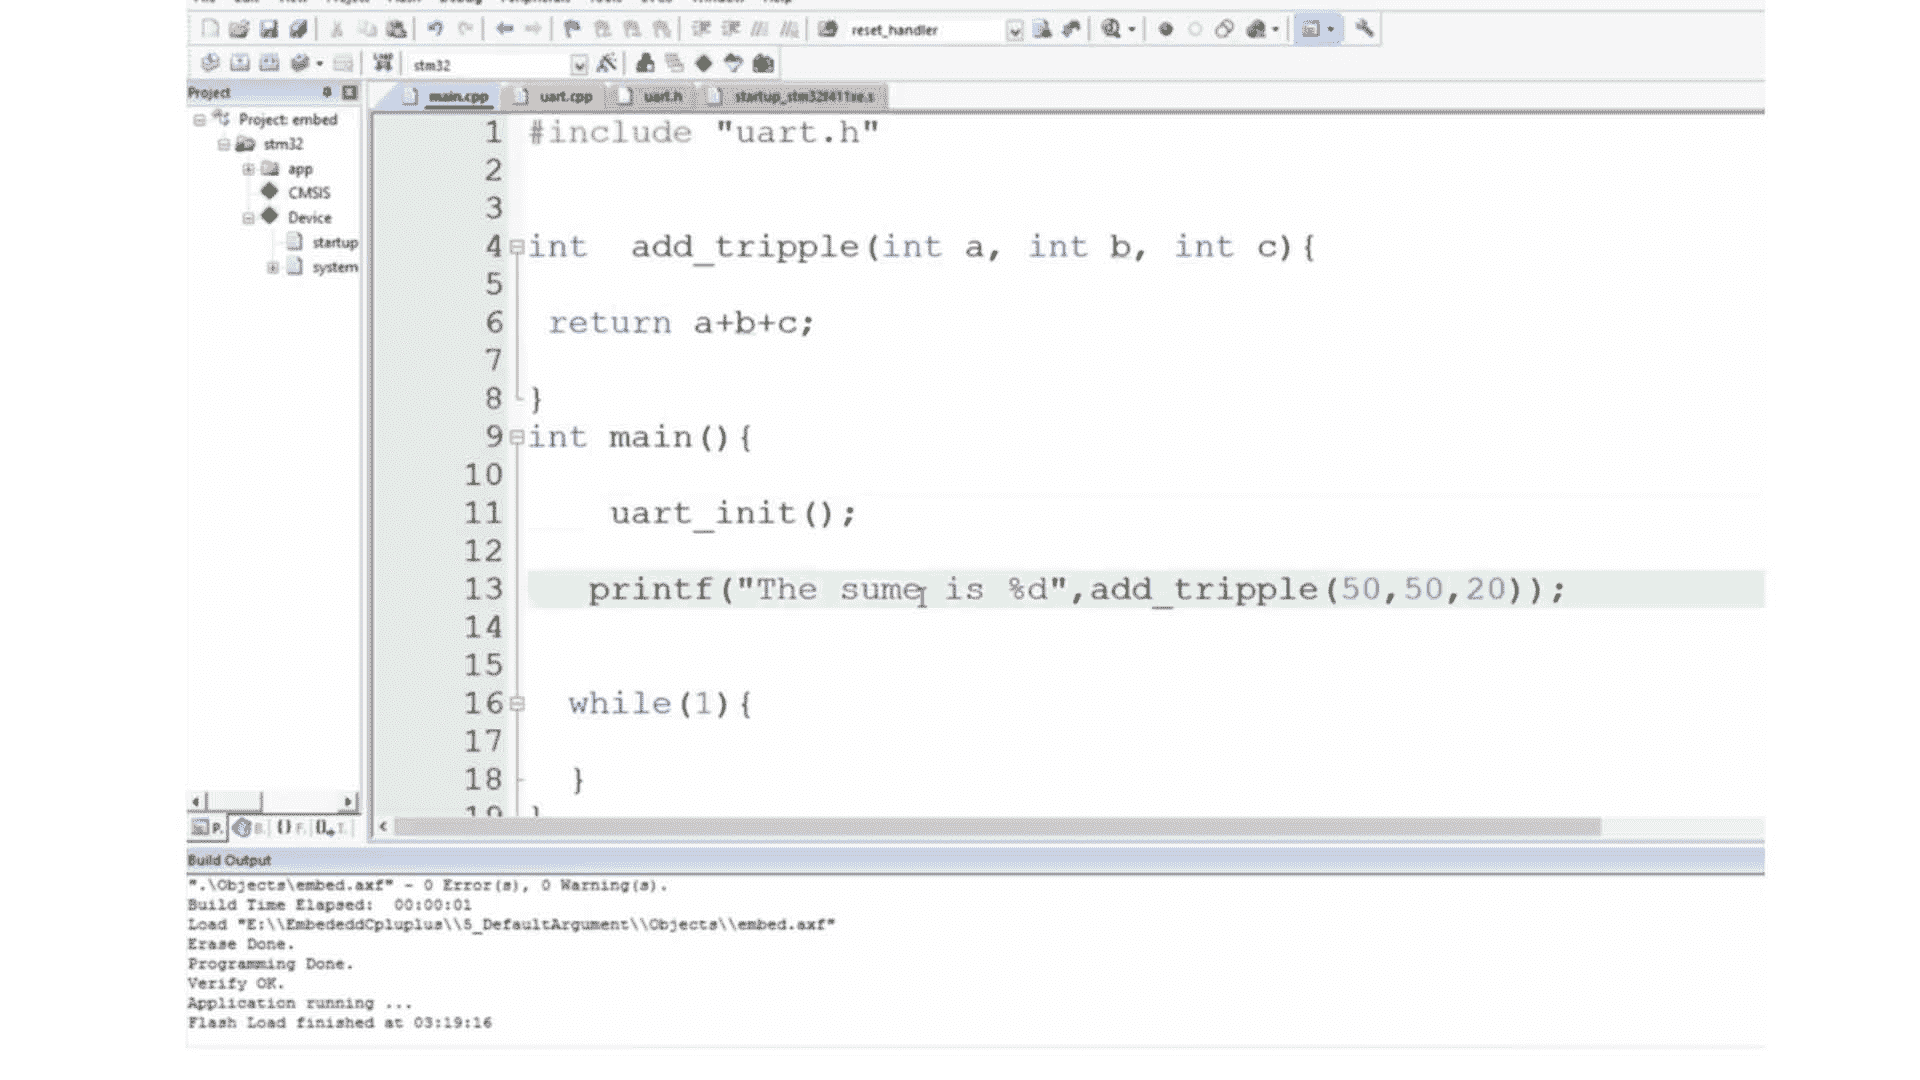 reset_handler
stm32
Project
main.cpp uart.cpp uart.h startup_stm32f411xe.s
Project: embed
stm32
app
CMSIS
Device
startup
system
1 #include "uart.h"
2
3
4 int add_tripple(int a, int b, int c){
5
6 return a+b+c;
7
8 }
9 int main(){
10
11 uart_init();
12
13 printf("The sume is %d",add_tripple(50,50,20));
14
15
16 while(1){
17
18 }
19 }
P. B. {} F. 0 T.
Build Output
".\Objects\embed.axf" - 0 Error(s), 0 Warning(s).
Build Time Elapsed: 00:00:01
Load "E:\\EmbededdCpluplus\\5_DefaultArgument\\Objects\\embed.axf"
Erase Done.
Programming Done.
Verify OK.
Application running ...
Flash Load finished at 03:19:16